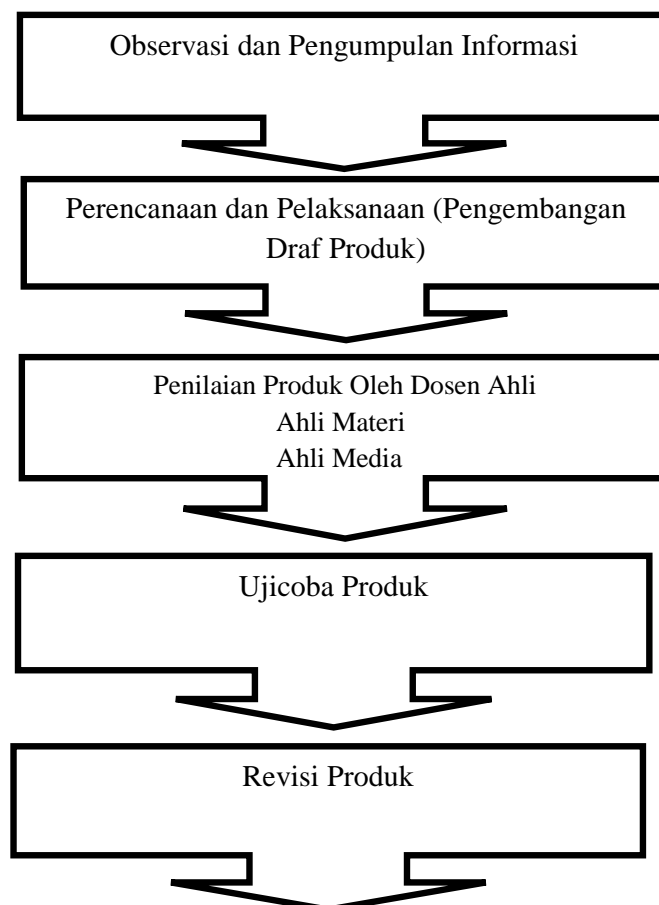 Observasi dan Pengumpulan Informasi
Perencanaan dan Pelaksanaan (Pengembangan
Draf Produk)
Penilaian Produk Oleh Dosen Ahli
Ahli Materi
Ahli Media
Ujicoba Produk
Revisi Produk